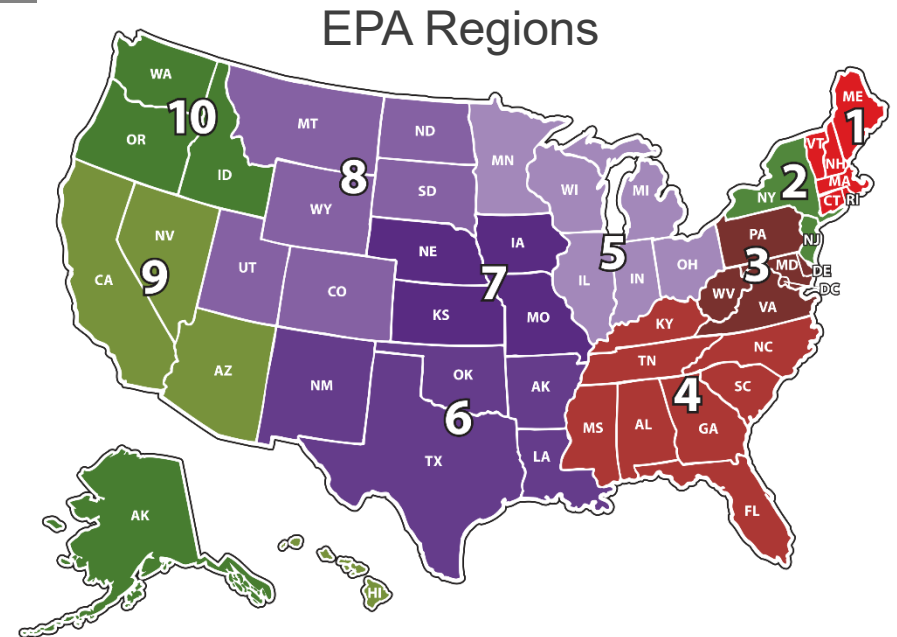 EPA Regions
WA
10
OR
ID
MT
ND
8
SD
WY
MN
WI
MI
5
ME
1
VT
NH
2
MA
NY
CT
RI
NV
CA
9
UT
CO
NE
IA
7
KS
MO
IL
IN
OH
PA
NJ
3
MD
DE
WV
DC
VA
KY
AZ
NM
OK
AK
6
TX
LA
TN
NC
4
SC
MS
AL
GA
FL
AK
HI